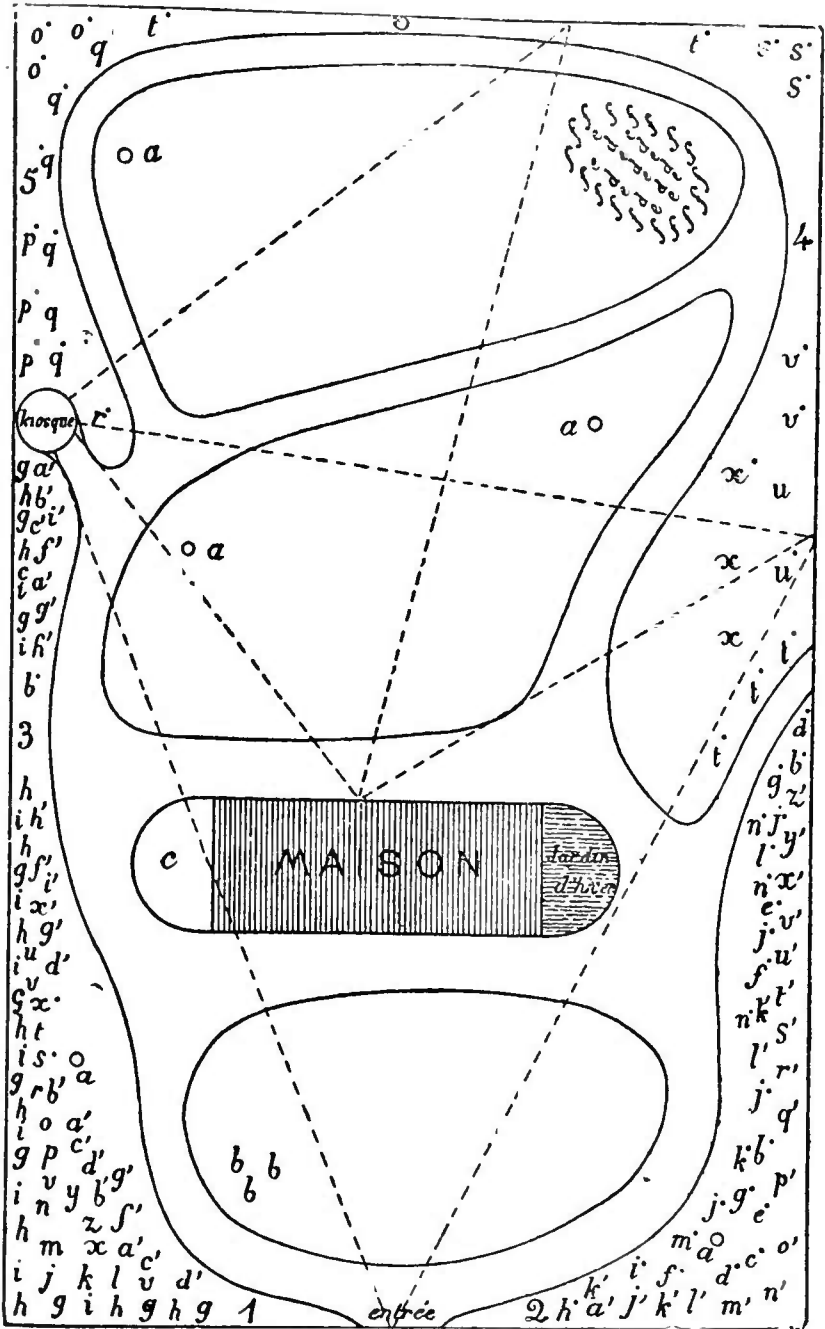 o· o· q t· t· s· s·
o· q· s·
a
5 q·
p· q· 4
p· q
p q· v·
kiosque r· a v·
g a'
h b' x· u
g c' i'
h f' a
c
i a' x u·
g g'
i h' x t·
b· t·
3 t· d·
b·
g· z'
h n· j· y'
i h' l·
h
g f' i' c MAISON Jardin d'hiver n· x'
i x' e· v'
h g' j· u'
i u d'
v f· t'
g x· n· k'
h t s'
i s· l' r'
a
g r b' j·
h q'
i o a'
g p c' d' b b k· b·
b p'
i v y b' g' j· g· e·
n
h z f' m· a o'
m x a' c'
i j k l v d' k' i· f· d· c·
h g i h g h g 1 entrée 2 h· a' j' k' l' m' n'